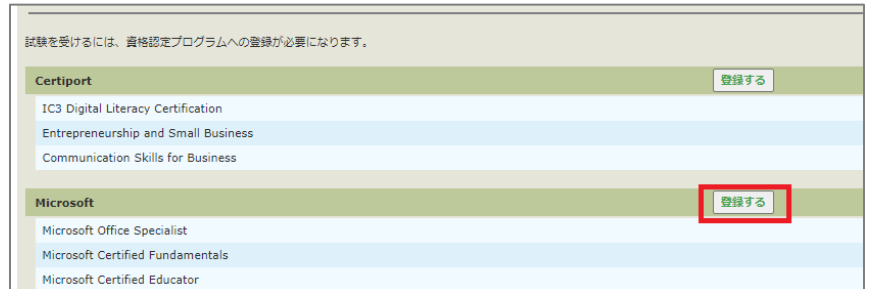 試験を受けるには、資格認定プログラムへの登録が必要になります。
Certiport 登録する
IC3 Digital Literacy Certification
Entrepreneurship and Small Business
Communication Skills for Business
Microsoft 登録する
Microsoft Office Specialist
Microsoft Certified Fundamentals
Microsoft Certified Educator